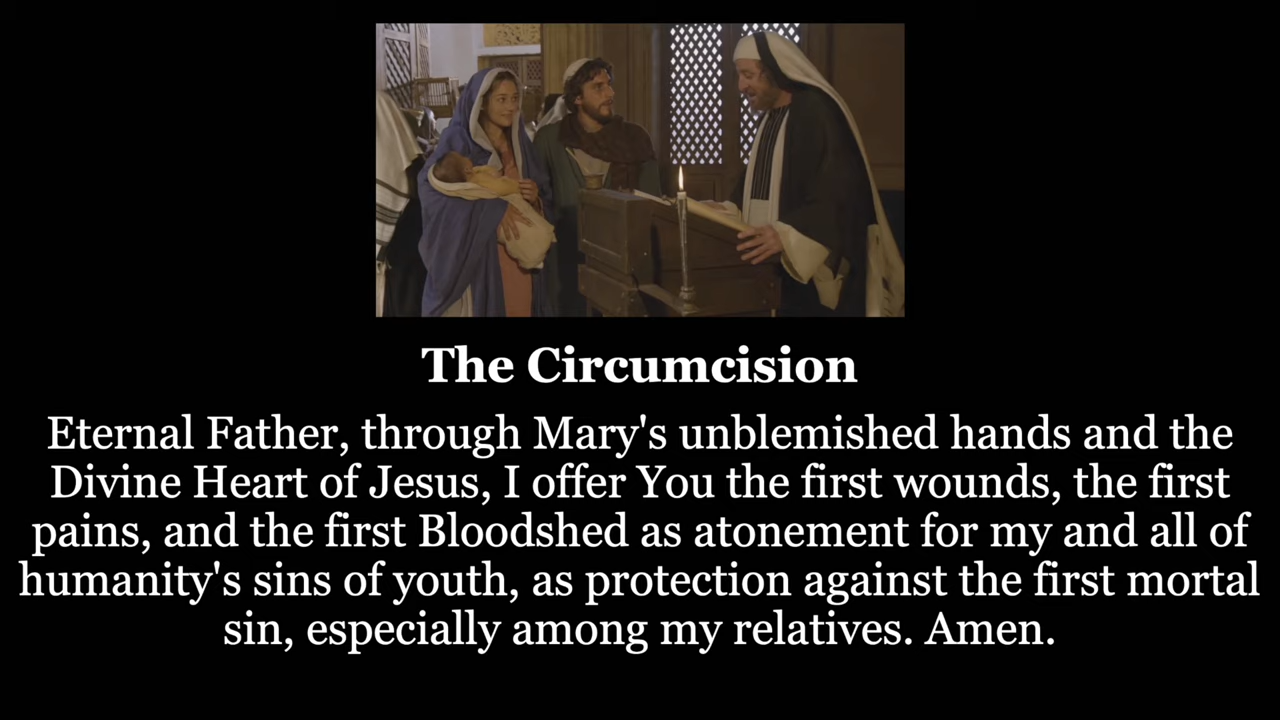 The Circumcision
Eternal Father, through Mary's unblemished hands and the
Divine Heart of Jesus, I offer You the first wounds, the first
pains, and the first Bloodshed as atonement for my and all of
humanity's sins of youth, as protection against the first mortal
sin, especially among my relatives. Amen.